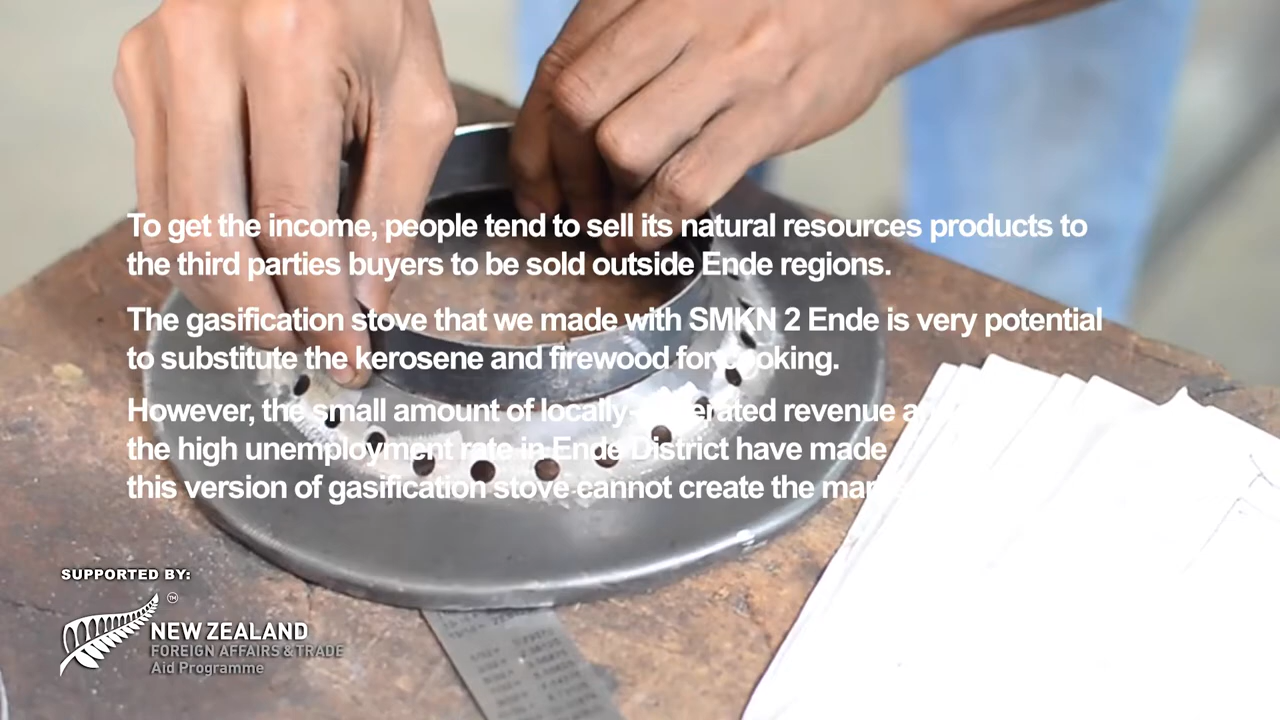 To get the income, people tend to sell its natural resources products to
the third parties buyers to be sold outside Ende regions.
The gasification stove that we made with SMKN 2 Ende is very potential
to substitute the kerosene and firewood for cooking.
However, the small amount of locally-generated revenue
the high unemployment rate in Ende District have made
this version of gasification stove cannot create the
SUPPORTED BY:
TM
NEW ZEALAND
FOREIGN AFFAIRS & TRADE
Aid Programme